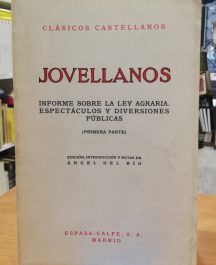 CLÁSICOS CASTELLANOS
JOVELLANOS
INFORME SOBRE LA LEY AGRARIA.
ESPECTÁCULOS Y DIVERSIONES
PÚBLICAS
(PRIMERA PARTE)
EDICIÓN, INTRODUCCIÓN Y NOTAS DE
ÁNGEL DEL RÍO
ESPASA-CALPE, S. A.
MADRID